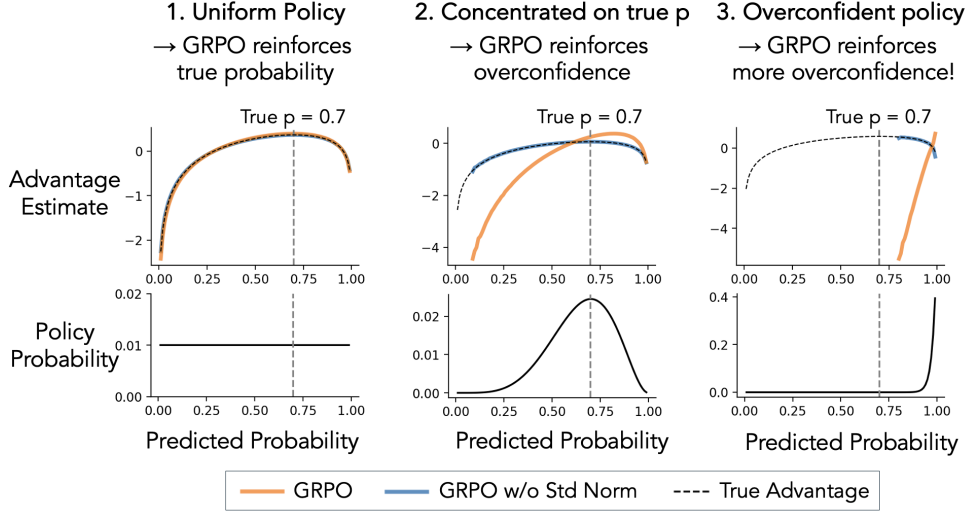 1. Uniform Policy
→ GRPO reinforces
true probability
2. Concentrated on true p
→ GRPO reinforces
overconfidence
3. Overconfident policy
→ GRPO reinforces
more overconfidence!
Advantage
Estimate
True p = 0.7
0
−1
−2
0.00 0.25 0.50 0.75 1.00
True p = 0.7
0
−2
−4
0.00 0.25 0.50 0.75 1.00
True p = 0.7
0
−2
−4
0.00 0.25 0.50 0.75 1.00
Policy
Probability
0.02
0.01
0.00
0.00 0.25 0.50 0.75 1.00
Predicted Probability
0.02
0.01
0.00
0.00 0.25 0.50 0.75 1.00
Predicted Probability
0.4
0.2
0.0
0.00 0.25 0.50 0.75 1.00
Predicted Probability
GRPO GRPO w/o Std Norm True Advantage